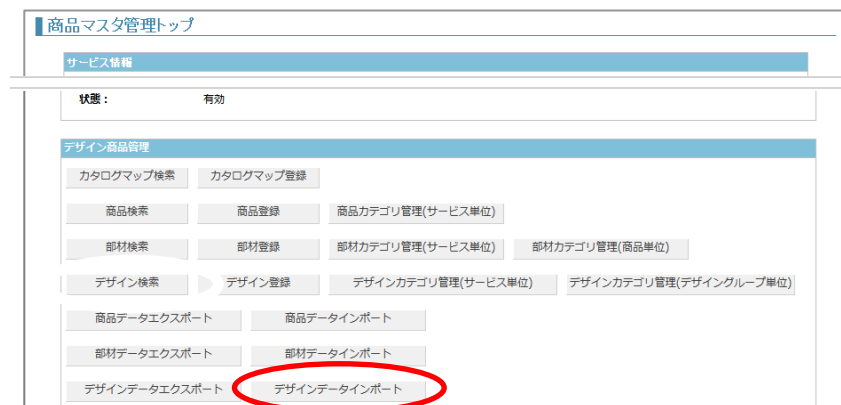 商品マスタ管理トップ
サービス情報
状態： 有効
デザイン商品管理
カタログマップ検索 カタログマップ登録
商品検索 商品登録 商品カテゴリ管理(サービス単位)
部材検索 部材登録 部材カテゴリ管理(サービス単位) 部材カテゴリ管理(商品単位)
デザイン検索 デザイン登録 デザインカテゴリ管理(サービス単位) デザインカテゴリ管理(デザイングループ単位)
商品データエクスポート 商品データインポート
部材データエクスポート 部材データインポート
デザインデータエクスポート デザインデータインポート